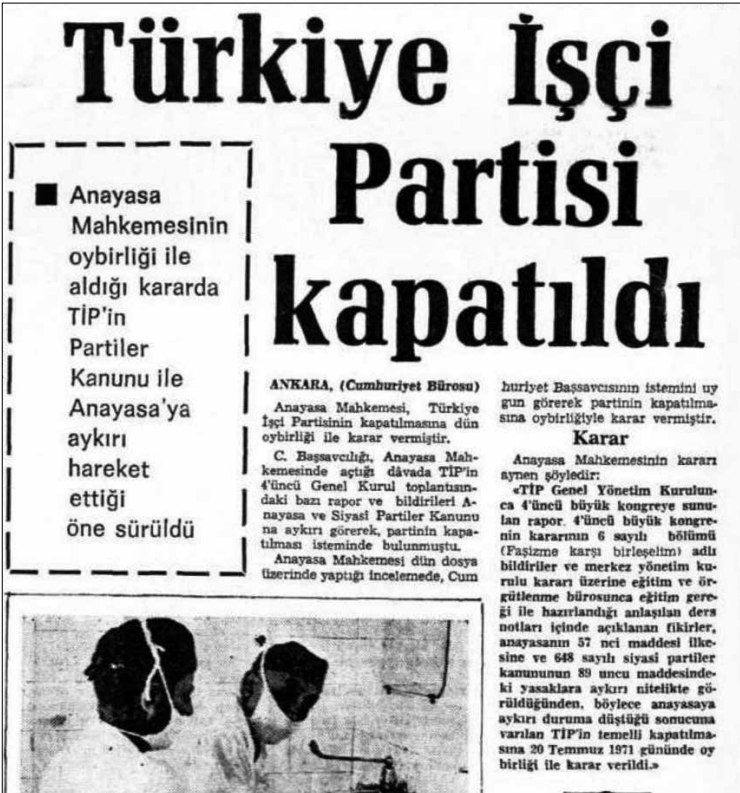 Türkiye İşçi
Partisi
kapatıldı
Anayasa
Mahkemesinin
oybirliği ile
aldığı kararda
TİP'in
Partiler
Kanunu ile
Anayasa'ya
aykırı
hareket
ettiği
öne sürüldü
ANKARA, (Cumhuriyet Bürosu)
Anayasa Mahkemesi, Türkiye
İşçi Partisinin kapatılmasına dün
oybirliği ile karar vermiştir.
C. Başsavcılığı, Anayasa Mah-
kemesinde açtığı dâvada TİP'in
4'üncü Genel Kurul toplantısın-
daki bazı rapor ve bildirileri A-
nayasa ve Siyasî Partiler Kanunu
na aykırı görerek, partinin kapa-
tılması isteminde bulunmuştu.
Anayasa Mahkemesi dün dosya
üzerinde yaptığı incelemede, Cum
huriyet Başsavcısının istemini uy
gun görerek partinin kapatılma-
sına oybirliğiyle karar vermiştir.
Karar
Anayasa Mahkemesinin kararı
aynen şöyledir:
«TİP Genel Yönetim Kurulun-
ca 4'üncü büyük kongreye sunu-
lan rapor, 4'üncü büyük kongre-
nin kararının 6 sayılı bölümü
(Faşizme karşı birleşelim) adlı
bildiriler ve merkez yönetim ku-
rulu kararı üzerine eğitim ve ör-
gütlenme bürosunca eğitim gere-
ği ile hazırlandığı anlaşılan ders
notları içinde açıklanan fikirler,
anayasanın 57 nci maddesi ilke-
sine ve 648 sayılı siyasi partiler
kanununun 89 uncu maddesinde-
ki yasaklara aykırı nitelikte gö-
rüldüğünden, böylece anayasaya
aykırı duruma düştüğü sonucuna
varılan TİP'in temelli kapatılma-
sına 20 Temmuz 1971 gününde oy
birliği ile karar verildi.»